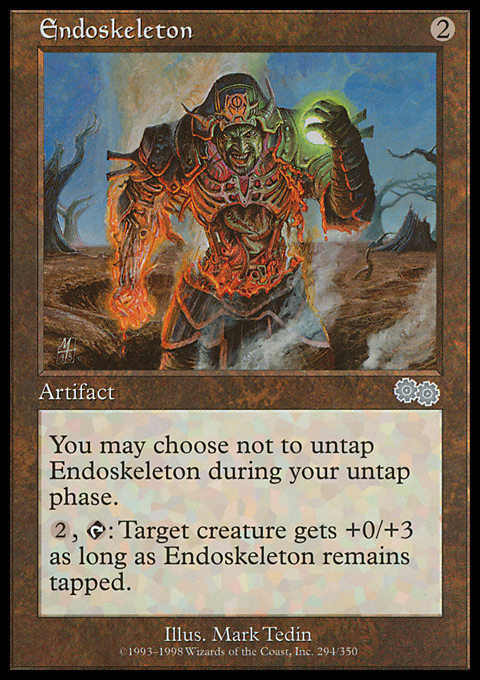 Endoskeleton 2
Artifact
You may choose not to untap
Endoskeleton during your untap
phase.
2, : Target creature gets +0/+3
as long as Endoskeleton remains
tapped.
Illus. Mark Tedin
©1993-1998 Wizards of the Coast, Inc. 294/350